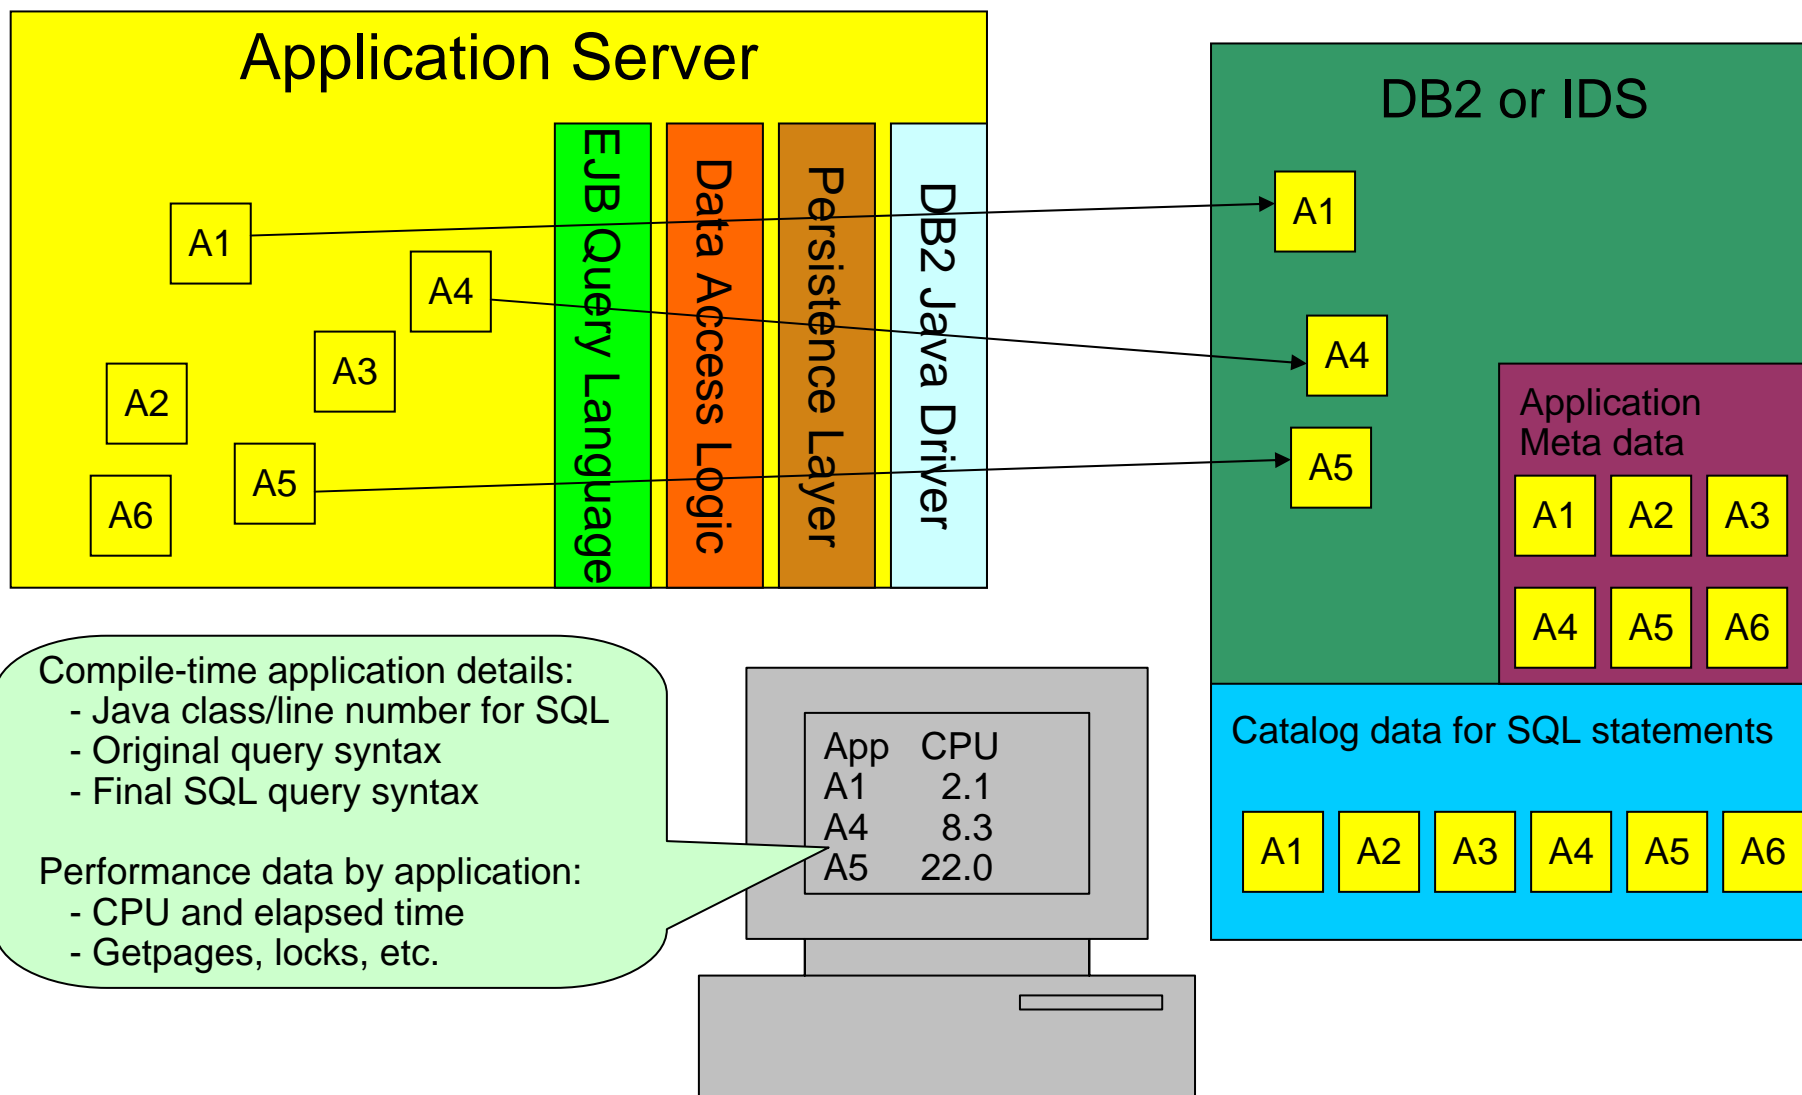 Application Server
A1
A4
A3
A2
A5
A6
EJB Query Language
Data Access Logic
Persistence Layer
DB2 Java Driver
DB2 or IDS
A1
A4
A5
Application
Meta data
A1 A2 A3
A4 A5 A6
Catalog data for SQL statements
A1 A2 A3 A4 A5 A6
Compile-time application details:
- Java class/line number for SQL
- Original query syntax
- Final SQL query syntax
Performance data by application:
- CPU and elapsed time
- Getpages, locks, etc.
App CPU
A1 2.1
A4 8.3
A5 22.0